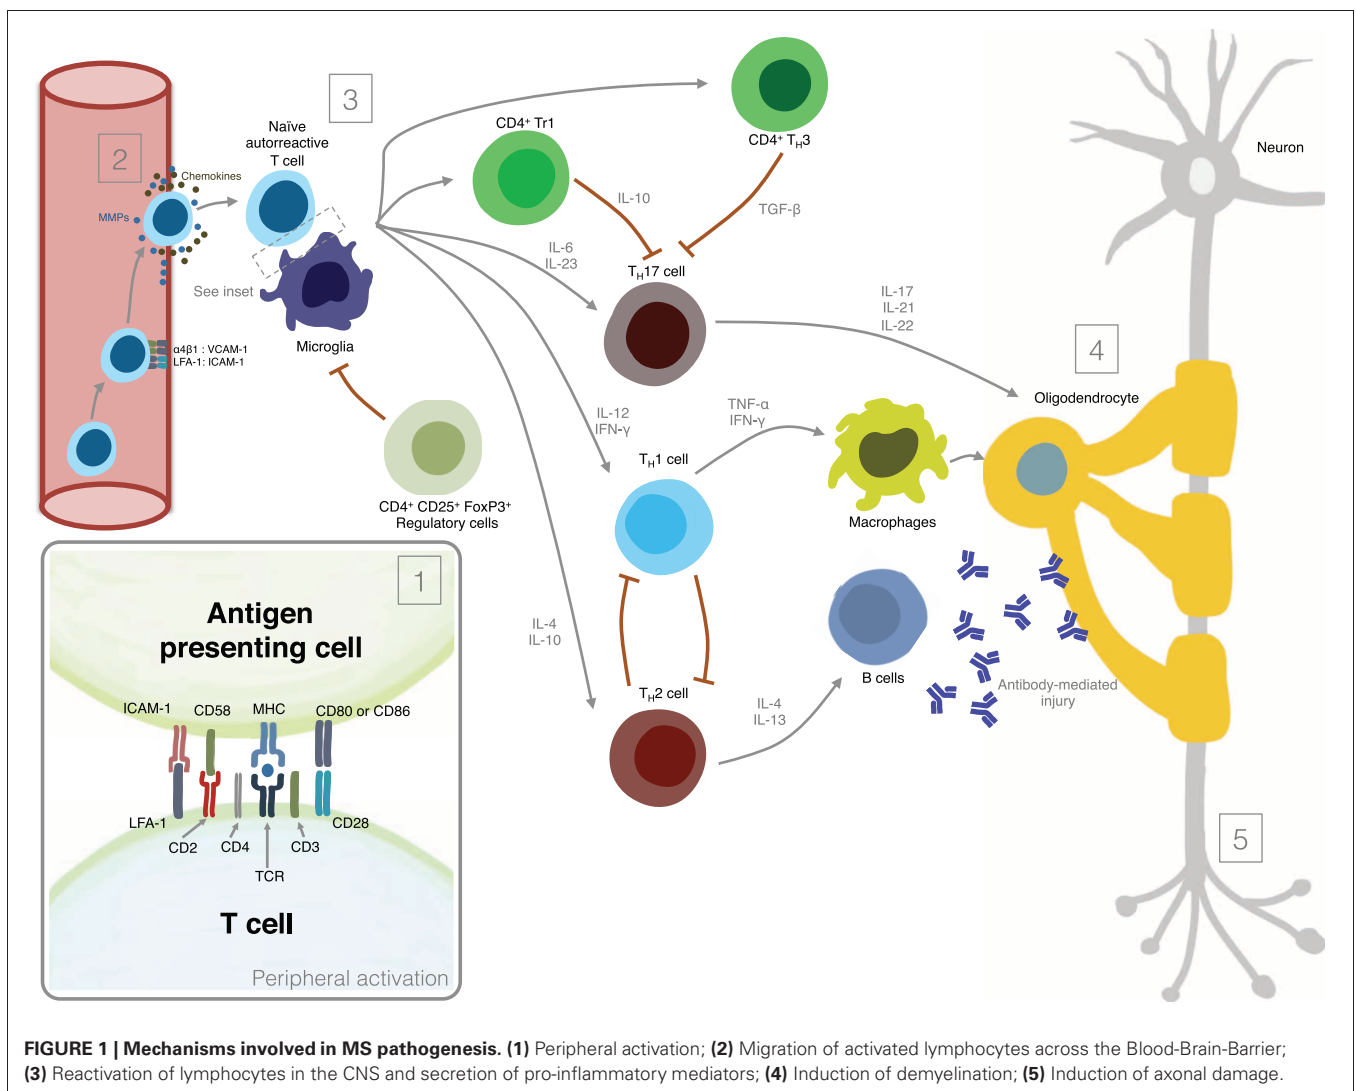 2
3
Naïve
autorreactive
T cell
Chemokines
MMPs
See inset
Microglia
α4β1 : VCAM-1
LFA-1: ICAM-1
CD4+ CD25+ FoxP3+
Regulatory cells
CD4+ Tr1
CD4+ TH3
IL-10
TGF-β
IL-6
IL-23
TH17 cell
IL-17
IL-21
IL-22
IL-12
IFN-γ
TH1 cell
TNF-α
IFN-γ
Macrophages
IL-4
IL-10
TH2 cell
IL-4
IL-13
B cells
Antibody-mediated
injury
4
Oligodendrocyte
Neuron
5
1
Antigen
presenting cell
ICAM-1 CD58 MHC CD80 or CD86
LFA-1 CD2 CD4 TCR CD3 CD28
T cell
Peripheral activation
FIGURE 1 | Mechanisms involved in MS pathogenesis. (1) Peripheral activation; (2) Migration of activated lymphocytes across the Blood-Brain-Barrier;
(3) Reactivation of lymphocytes in the CNS and secretion of pro-inflammatory mediators; (4) Induction of demyelination; (5) Induction of axonal damage.